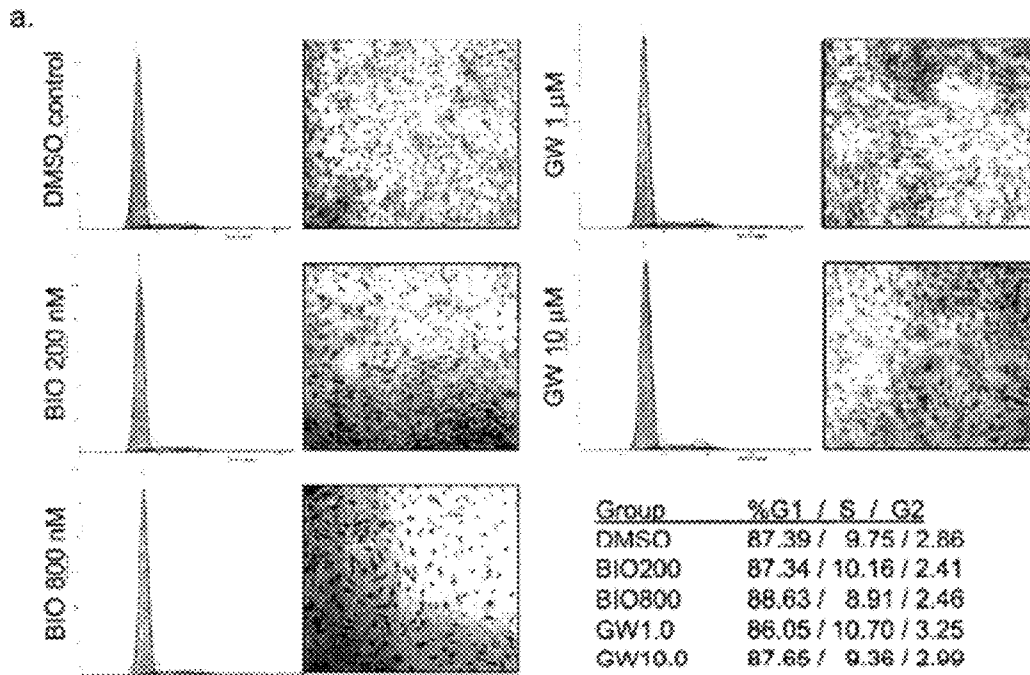 a.
DMSO control
GW 1 µM
BIO 200 nM
GW 10 µM
BIO 800 nM
Group %G1 / S / G2
DMSO 87.39 / 9.75 / 2.86
BIO200 87.34 / 10.16 / 2.41
BIO800 88.63 / 8.91 / 2.46
GW1.0 86.05 / 10.70 / 3.25
GW10.0 87.65 / 9.36 / 2.99